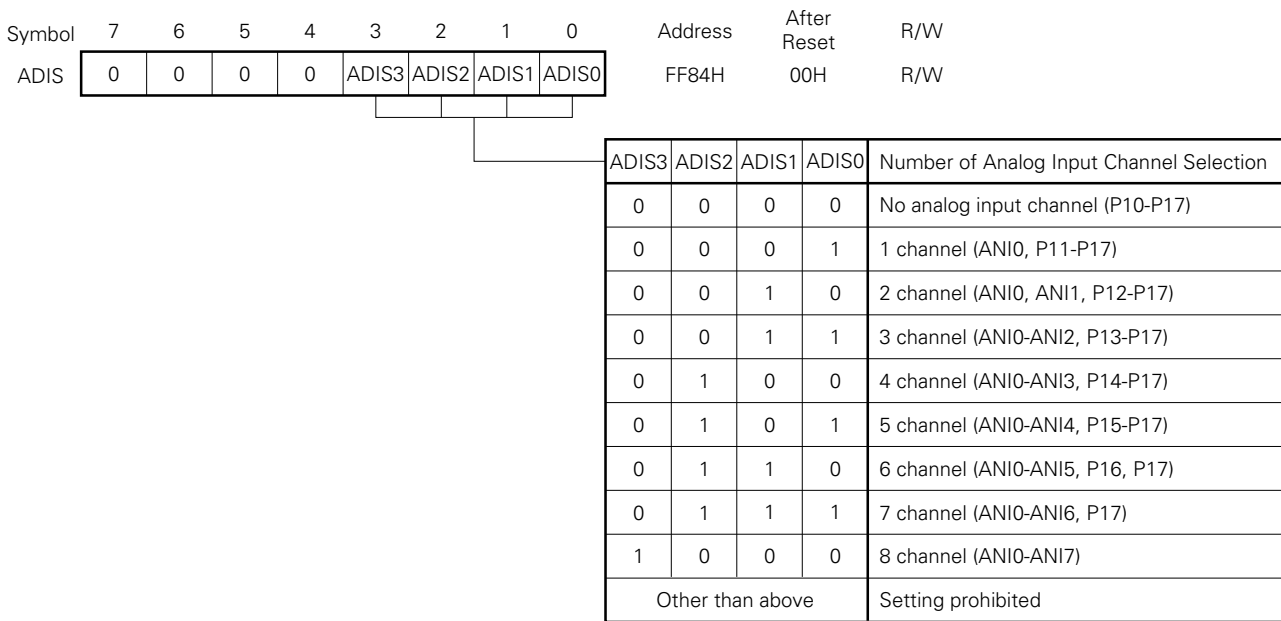 Symbol 7 6 5 4 3 2 1 0 Address After Reset R/W
ADIS 0 0 0 0 ADIS3 ADIS2 ADIS1 ADIS0 FF84H 00H R/W
ADIS3 ADIS2 ADIS1 ADIS0 Number of Analog Input Channel Selection
0 0 0 0 No analog input channel (P10-P17)
0 0 0 1 1 channel (ANI0, P11-P17)
0 0 1 0 2 channel (ANI0, ANI1, P12-P17)
0 0 1 1 3 channel (ANI0-ANI2, P13-P17)
0 1 0 0 4 channel (ANI0-ANI3, P14-P17)
0 1 0 1 5 channel (ANI0-ANI4, P15-P17)
0 1 1 0 6 channel (ANI0-ANI5, P16, P17)
0 1 1 1 7 channel (ANI0-ANI6, P17)
1 0 0 0 8 channel (ANI0-ANI7)
Other than above Setting prohibited